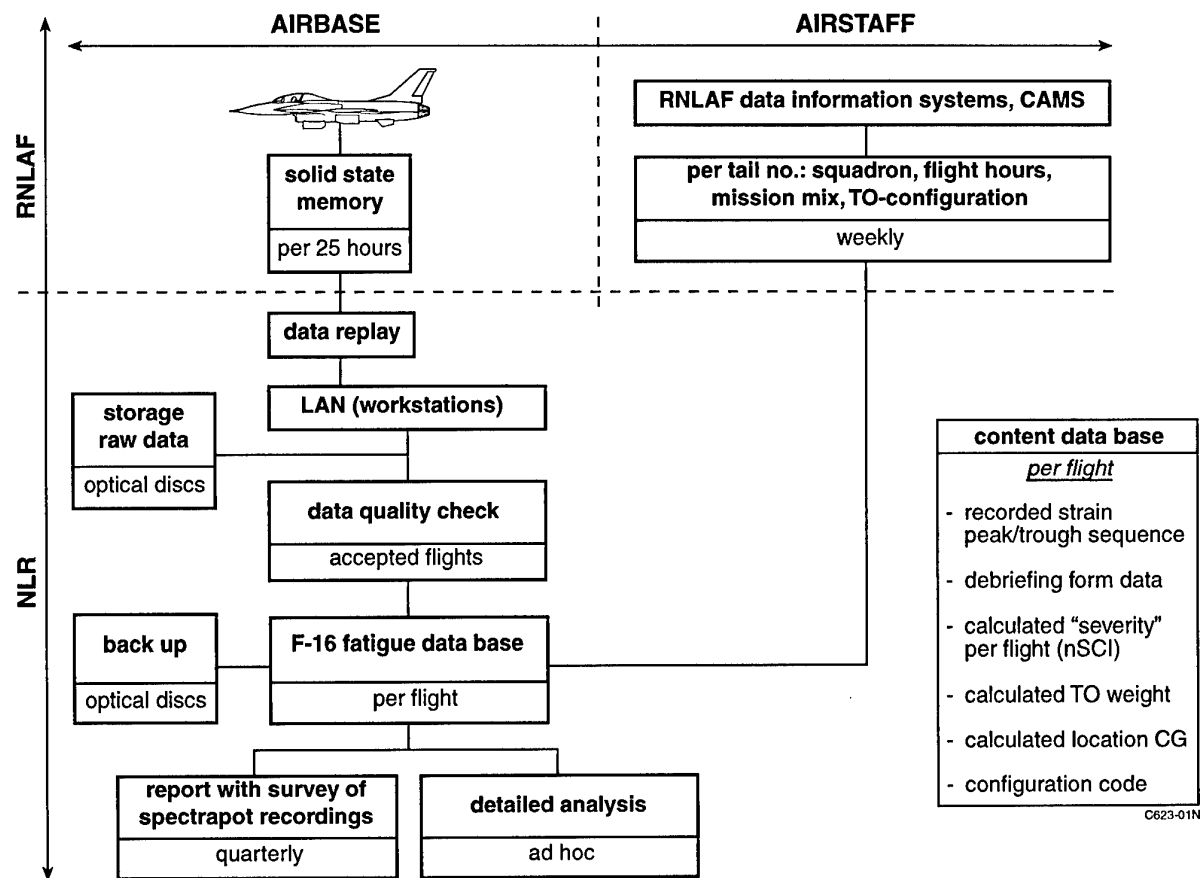 AIRBASE
AIRSTAFF
RNLAF
NLR
solid state
memory
per 25 hours
RNLAF data information systems, CAMS
per tail no.: squadron, flight hours,
mission mix, TO-configuration
weekly
data replay
LAN (workstations)
storage
raw data
optical discs
data quality check
accepted flights
back up
optical discs
F-16 fatigue data base
per flight
report with survey of
spectrapot recordings
quarterly
detailed analysis
ad hoc
content data base
per flight
- recorded strain
peak/trough sequence
- debriefing form data
- calculated “severity”
per flight (nSCI)
- calculated TO weight
- calculated location CG
- configuration code
C623-01N